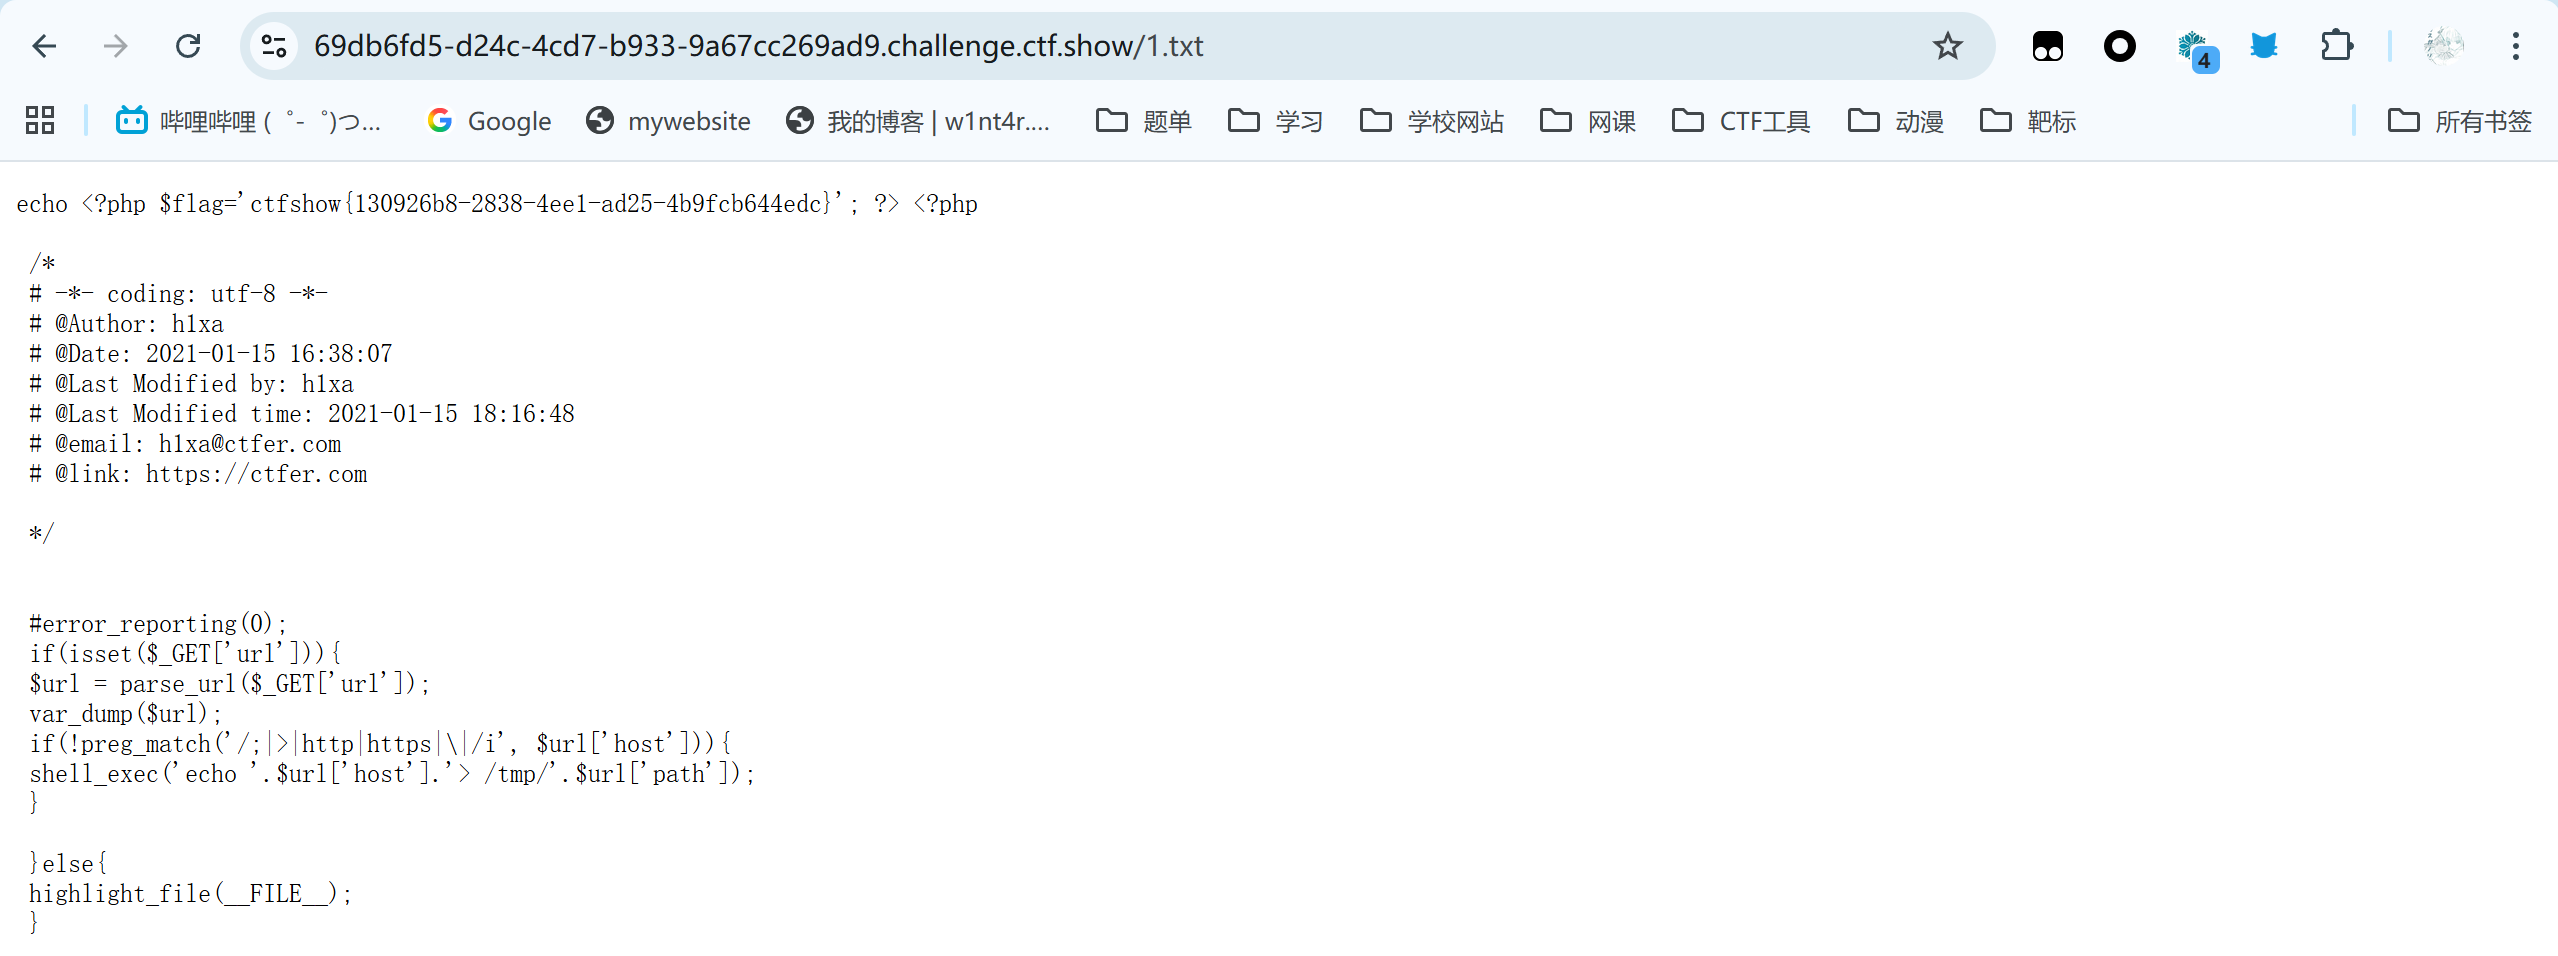 69db6fd5-d24c-4cd7-b933-9a67cc269ad9.challenge.ctf.show/1.txt
4
哔哩哔哩 (゜-゜)つ... Google mywebsite 我的博客 | w1nt4r.... 题单 学习 学校网站 网课 CTF工具 动漫 靶标 所有书签
echo <?php $flag='ctfshow{130926b8-2838-4ee1-ad25-4b9fcb644edc}'; ?> <?php
/*
# -*- coding: utf-8 -*-
# @Author: h1xa
# @Date: 2021-01-15 16:38:07
# @Last Modified by: h1xa
# @Last Modified time: 2021-01-15 18:16:48
# @email: h1xa@ctfer.com
# @link: https://ctfer.com
*/
#error_reporting(0);
if(isset($_GET['url'])){
$url = parse_url($_GET['url']);
var_dump($url);
if(!preg_match('/;|>|http|https|\|/i', $url['host'])){
shell_exec('echo '.$url['host'].'> /tmp/'.$url['path']);
}
}else{
highlight_file(__FILE__);
}